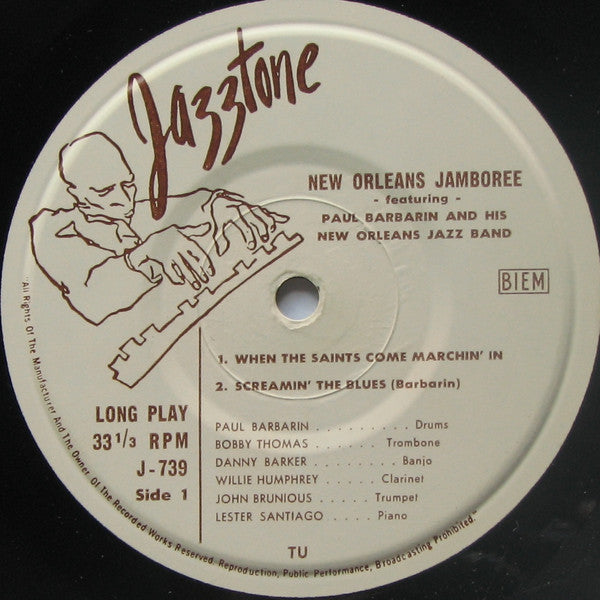 Jazztone
NEW ORLEANS JAMBOREE
- featuring -
PAUL BARBARIN AND HIS
NEW ORLEANS JAZZ BAND
BIEM
1. WHEN THE SAINTS COME MARCHIN' IN
2. SCREAMIN' THE BLUES (Barbarin)
LONG PLAY
33 1/3 RPM
J-739
Side 1
PAUL BARBARIN . . . . . . . . . Drums
BOBBY THOMAS . . . . . . Trombone
DANNY BARKER . . . . . . . . Banjo
WILLIE HUMPHREY . . . . . Clarinet
JOHN BRUNIOUS . . . . . Trumpet
LESTER SANTIAGO . . . . . Piano
TU
"All Rights Of The Manufacturer And The Owner Of The Recorded Works Reserved. Reproduction, Public Performance, Broadcasting Prohibited."